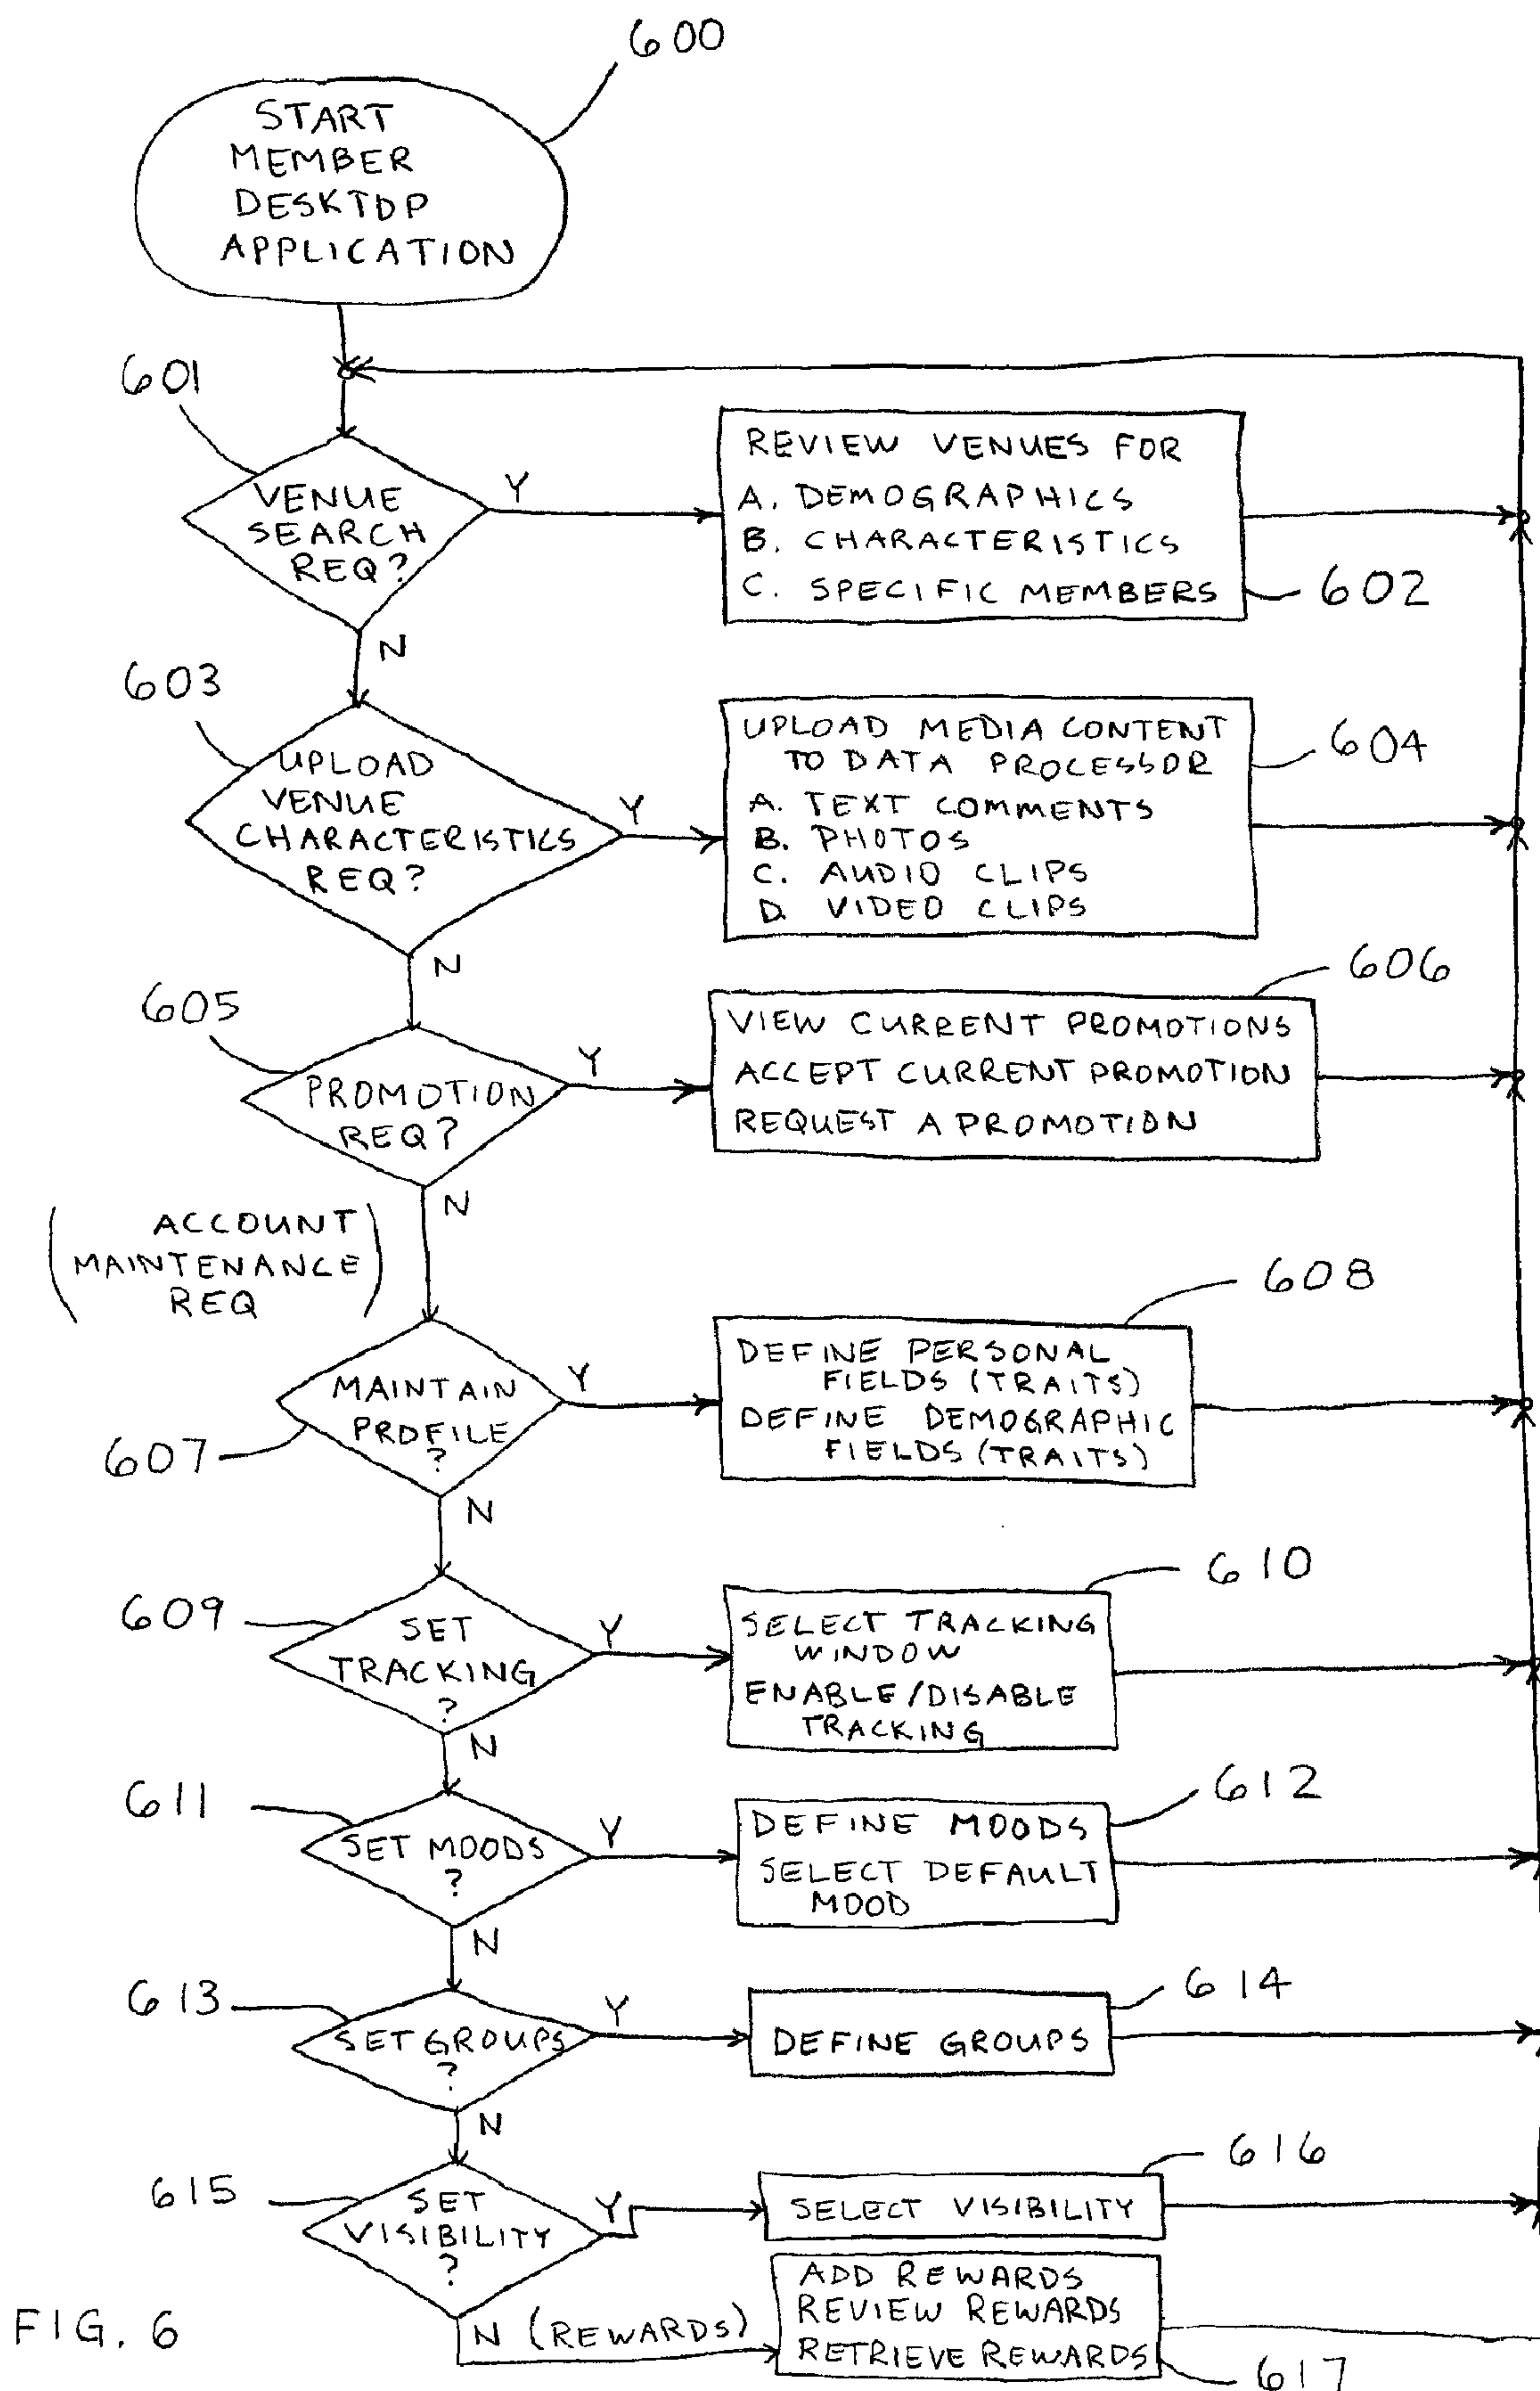 600
START
MEMBER
DESKTOP
APPLICATION
601
VENUE
SEARCH
REQ?
Y
REVIEW VENUES FOR
A. DEMOGRAPHICS
B. CHARACTERISTICS
C. SPECIFIC MEMBERS
602
N
603
UPLOAD
VENUE
CHARACTERISTICS
REQ?
Y
UPLOAD MEDIA CONTENT
TO DATA PROCESSOR
A. TEXT COMMENTS
B. PHOTOS
C. AUDIO CLIPS
D. VIDEO CLIPS
604
N
605
PROMOTION
REQ?
Y
606
VIEW CURRENT PROMOTIONS
ACCEPT CURRENT PROMOTION
REQUEST A PROMOTION
N
(ACCOUNT
MAINTENANCE
REQ)
607
MAINTAIN
PROFILE
?
Y
608
DEFINE PERSONAL
FIELDS (TRAITS)
DEFINE DEMOGRAPHIC
FIELDS (TRAITS)
N
609
SET
TRACKING
?
Y
610
SELECT TRACKING
WINDOW
ENABLE/DISABLE
TRACKING
N
611
SET MOODS
?
Y
612
DEFINE MOODS
SELECT DEFAULT
MOOD
N
613
SET GROUPS
?
Y
614
DEFINE GROUPS
N
615
SET
VISIBILITY
?
Y
616
SELECT VISIBILITY
N (REWARDS)
ADD REWARDS
REVIEW REWARDS
RETRIEVE REWARDS
617
FIG. 6